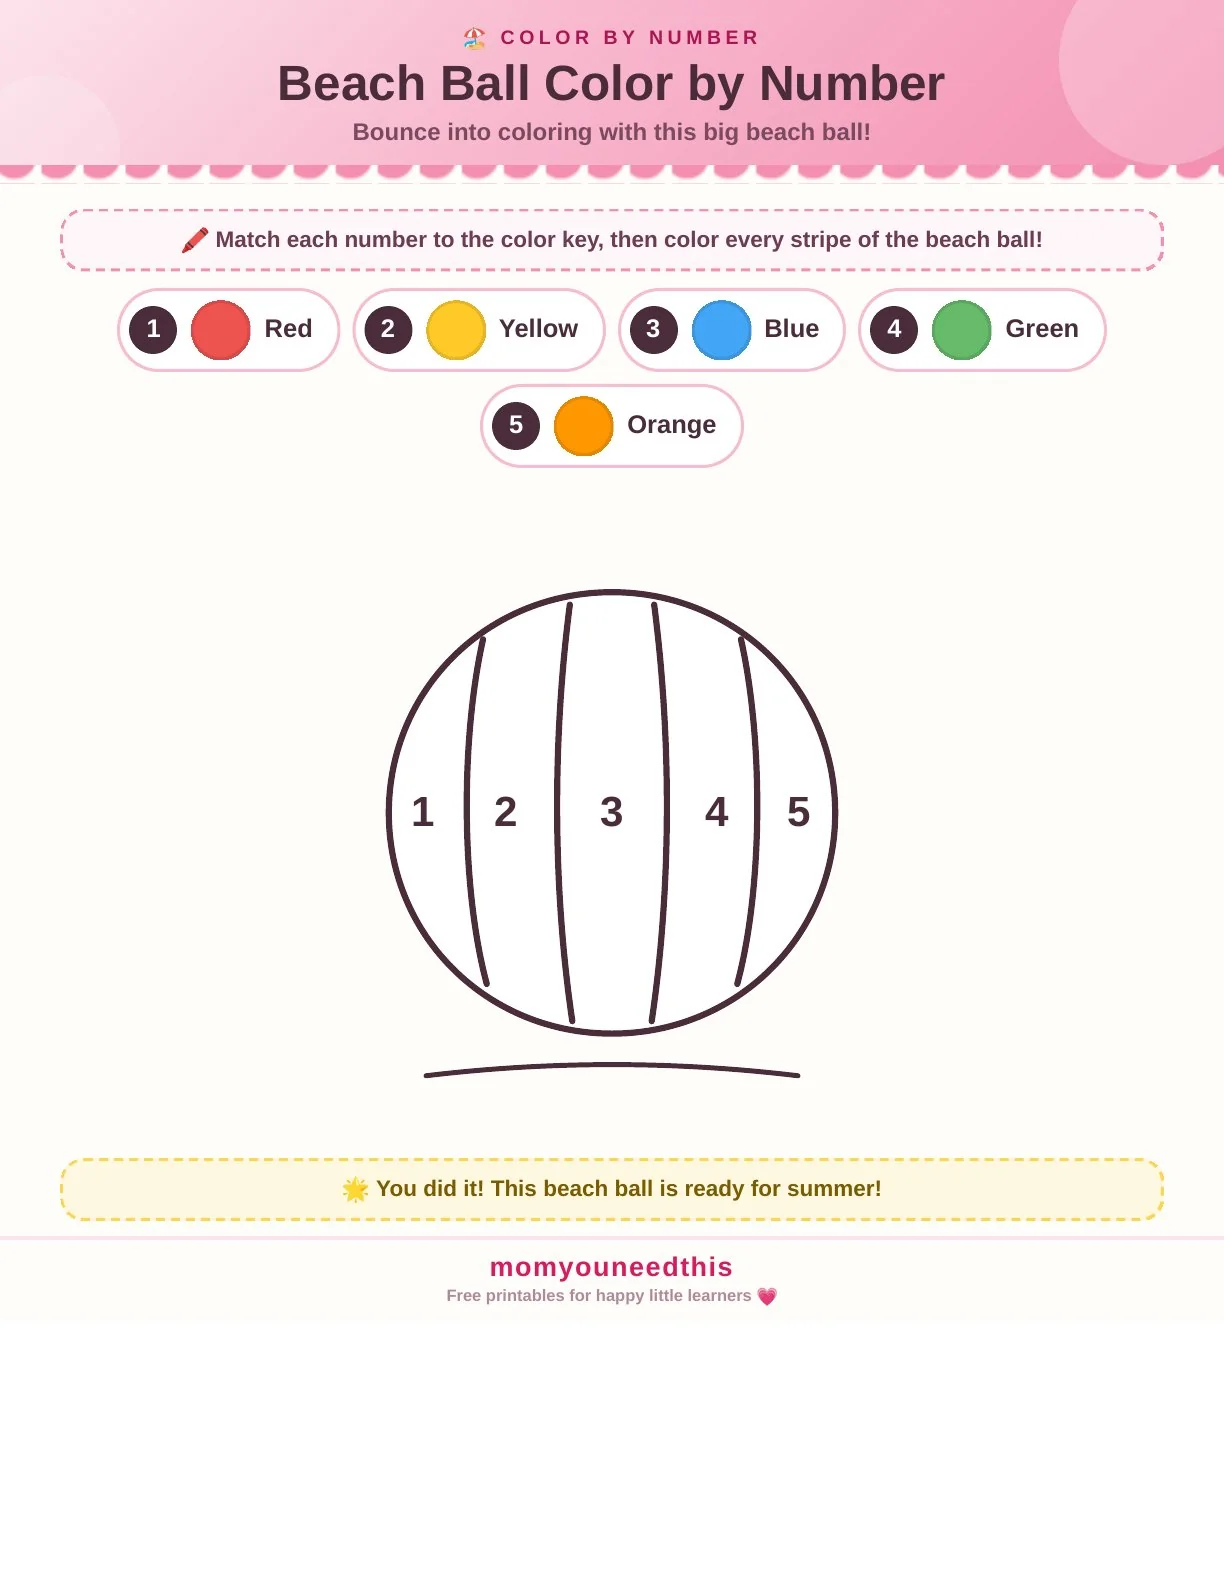 COLOR BY NUMBER
Beach Ball Color by Number
Bounce into coloring with this big beach ball!
Match each number to the color key, then color every stripe of the beach ball!
1 Red 2 Yellow 3 Blue 4 Green
5 Orange
1 2 3 4 5
You did it! This beach ball is ready for summer!
momyouneedthis
Free printables for happy little learners